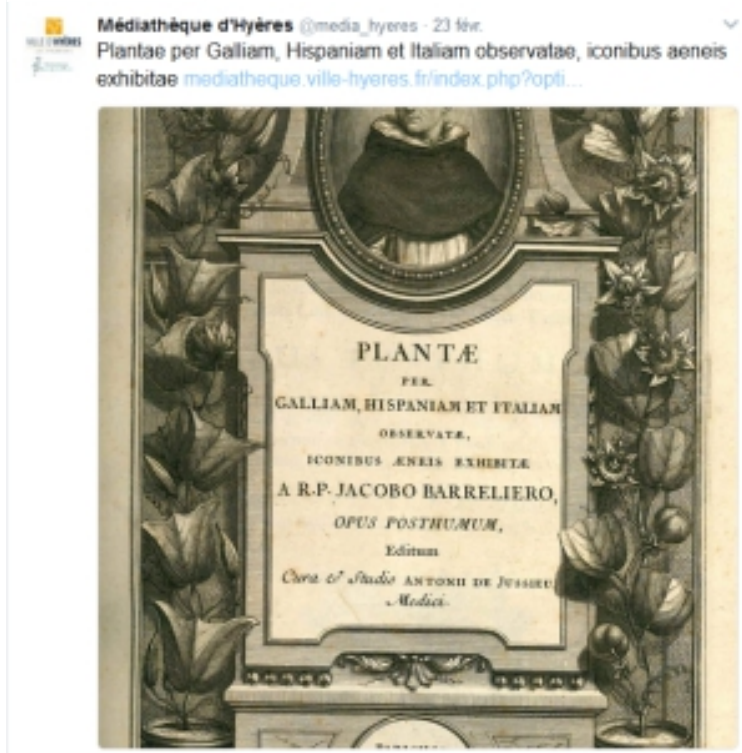 Médiathèque d'Hyères @media_hyeres · 23 févr.
Plantae per Galliam, Hispaniam et Italiam observatae, iconibus aeneis
exhibitae mediatheque.ville-hyeres.fr/index.php?opti...
VILLE D'HYÈRES
PLANTÆ
PER
GALLIAM, HISPANIAM ET ITALIAM
OBSERVATÆ,
ICONIBUS ÆNEIS EXHIBITÆ
A R.P. JACOBO BARRELIERO,
OPUS POSTHUMUM,
Editum
Cura & Studio ANTONII DE JUSSIEU
Medici.